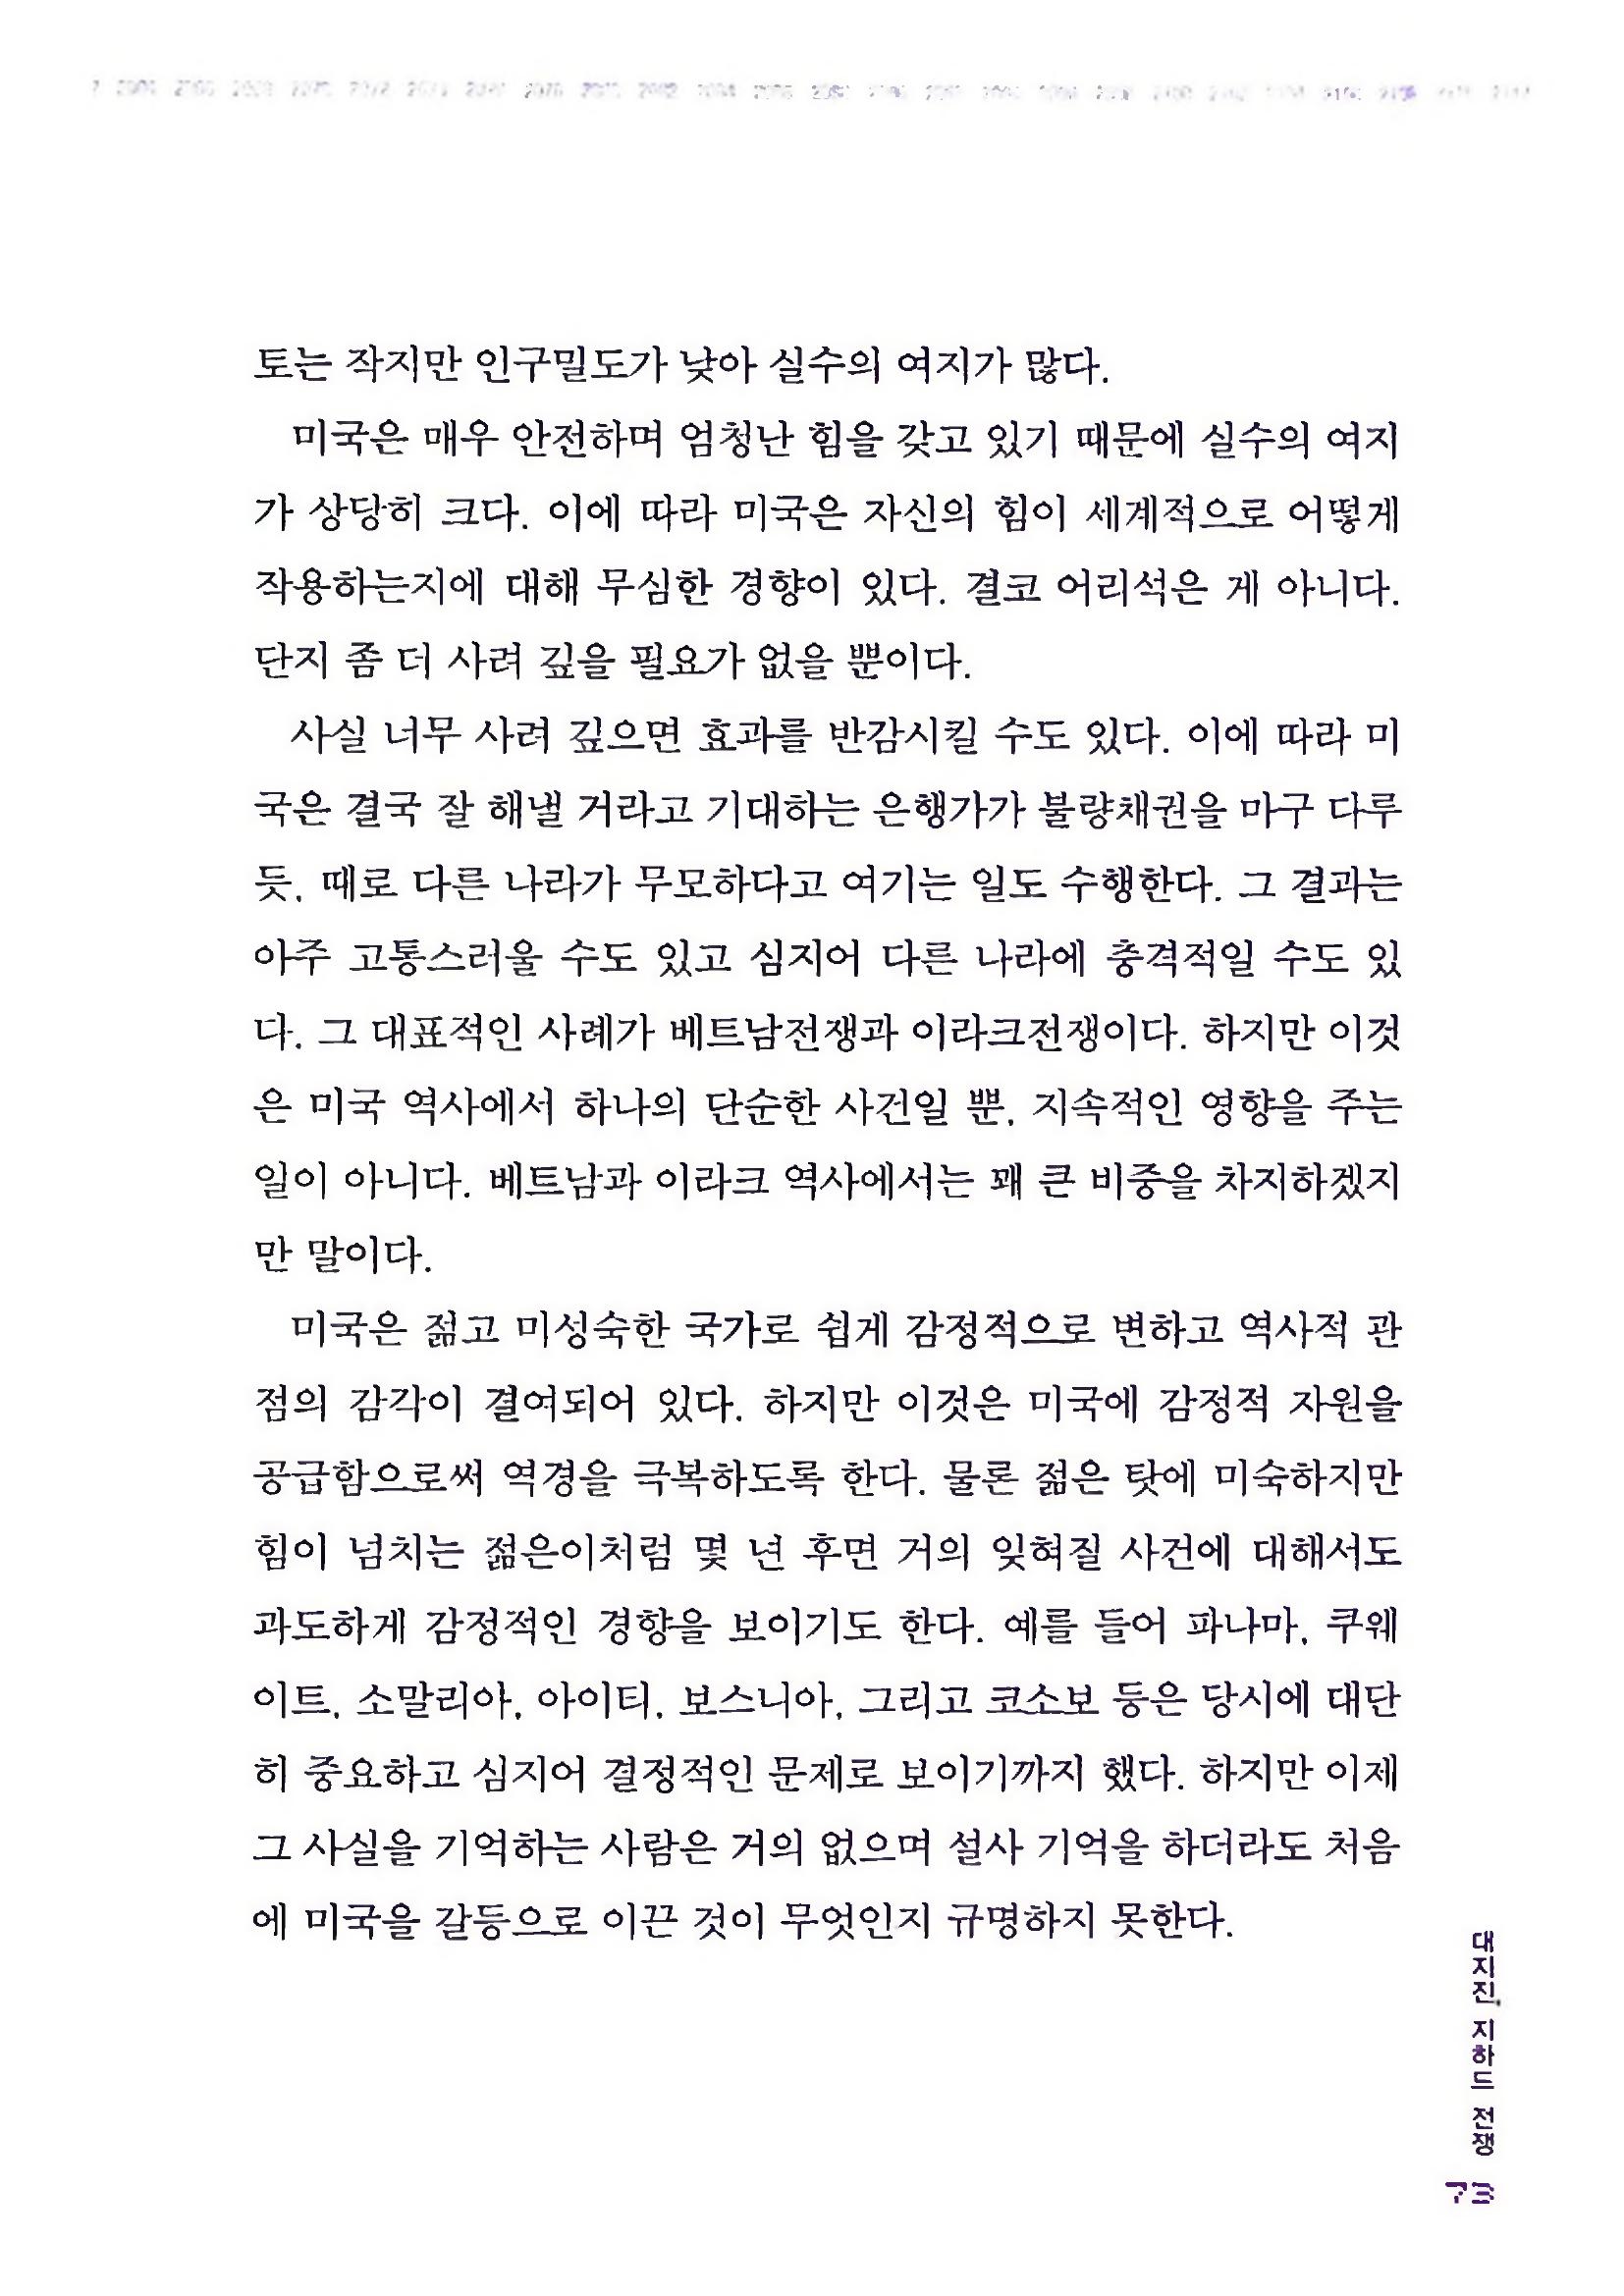 토는 작지만 인구밀도가 낮아 실수의 여지가 많다.
미국은 매우 안전하며 엄청난 힘을 갖고 있기 때문에 실수의 여지
가 상당히 크다. 이에 따라 미국은 자신의 힘이 세계적으로 어떻게
작용하는지에 대해 무심한 경향이 있다. 결코 어리석은 게 아니다.
단지 좀 더 사려 깊을 필요가 없을 뿐이다.
사실 너무 사려 깊으면 효과를 반감시킬 수도 있다. 이에 따라 미
국은 결국 잘 해낼 거라고 기대하는 은행가가 불량채권을 마구 다루
듯, 때로 다른 나라가 무모하다고 여기는 일도 수행한다. 그 결과는
아주 고통스러울 수도 있고 심지어 다른 나라에 충격적일 수도 있
다. 그 대표적인 사례가 베트남전쟁과 이라크전쟁이다. 하지만 이것
은 미국 역사에서 하나의 단순한 사건일 뿐, 지속적인 영향을 주는
일이 아니다. 베트남과 이라크 역사에서는 꽤 큰 비중을 차지하겠지
만 말이다.
미국은 젊고 미성숙한 국가로 쉽게 감정적으로 변하고 역사적 관
점의 감각이 결여되어 있다. 하지만 이것은 미국에 감정적 자원을
공급함으로써 역경을 극복하도록 한다. 물론 젊은 탓에 미숙하지만
힘이 넘치는 젊은이처럼 몇 년 후면 거의 잊혀질 사건에 대해서도
과도하게 감정적인 경향을 보이기도 한다. 예를 들어 파나마, 쿠웨
이트, 소말리아, 아이티, 보스니아, 그리고 코소보 등은 당시에 대단
히 중요하고 심지어 결정적인 문제로 보이기까지 했다. 하지만 이제
그 사실을 기억하는 사람은 거의 없으며 설사 기억을 하더라도 처음
에 미국을 갈등으로 이끈 것이 무엇인지 규명하지 못한다.
대지진, 지하드 전쟁
73